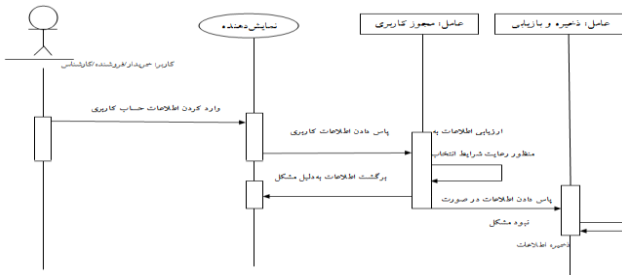 نمایش‌دهنده
عامل: مجوز کاربری
عامل: ذخیره و بازیابی
کاربر: خریدار/فروشنده/کارشناس
وارد کردن اطلاعات حساب کاربری
پاس دادن اطلاعات کاربری
ارزیابی اطلاعات به
منظور رعایت شرایط انتخاب
برگشت اطلاعات به‌دلیل مشکل
پاس دادن اطلاعات در صورت
نبود مشکل
ذخیره اطلاعات